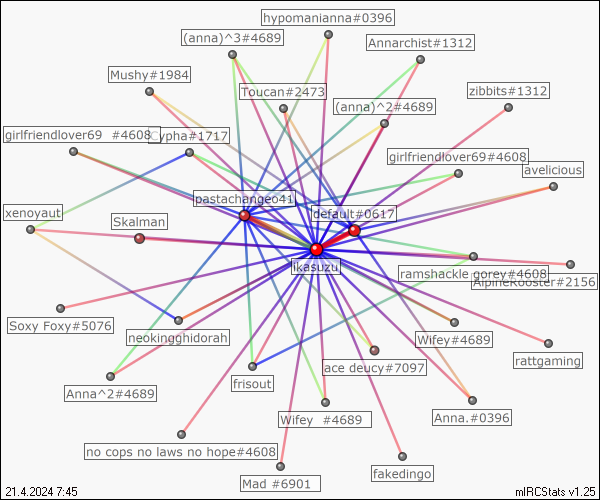 hypomanianna#0396
(anna)^3#4689
Annarchist#1312
Mushy#1984
Toucan#2473
zibbits#1312
(anna)^2#4689
girlfriendlover69 #4608
Cypha#1717
girlfriendlover69#4608
avelicious
pastachangeo41
default#0617
xenoyaut
Skalman
ikasuzu
ramshackle gorey#4608
AlpineRooster#2156
Soxy Foxy#5076
neokingghidorah
Wifey#4689
rattgaming
ace deucy#7097
frisout
Anna^2#4689
Wifey #4689
Anna.#0396
no cops no laws no hope#4608
fakedingo
Mad #6901
21.4.2024 7:45
mIRCStats v1.25